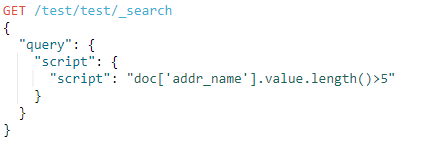 GET /test/test/_search
{
  "query": {
    "script": {
      "script": "doc['addr_name'].value.length()>5"
    }
  }
}